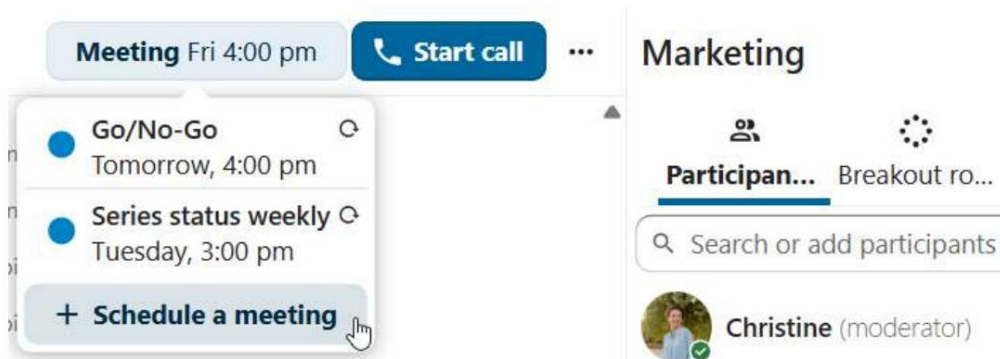 Meeting Fri 4:00 pm
Start call
Marketing
Go/No-Go
Tomorrow, 4:00 pm
Series status weekly
Tuesday, 3:00 pm
+ Schedule a meeting
Participan...
Breakout ro...
Search or add participants
Christine (moderator)